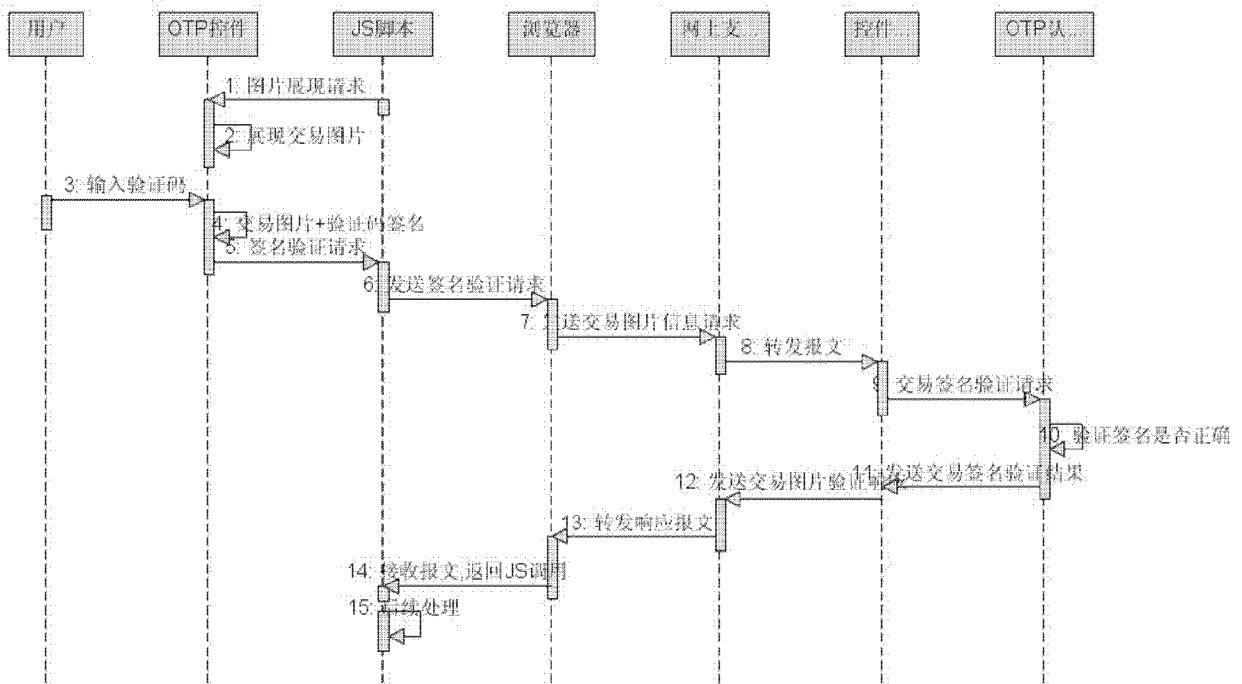 用户
OTP控件
JS脚本
浏览器
网上支...
控件...
OTP认...
1: 图片展现请求
2: 展现交易图片
3: 输入验证码
4: 交易图片+验证码签名
5: 签名验证请求
6: 发送签名验证请求
7: 发送交易图片信息请求
8: 转发报文
9: 交易签名验证请求
10: 验证签名是否正确
11: 发送交易签名验证结果
12: 发送交易图片验证
13: 转发响应报文
14: 接收报文,返回JS调用
15: 后续处理